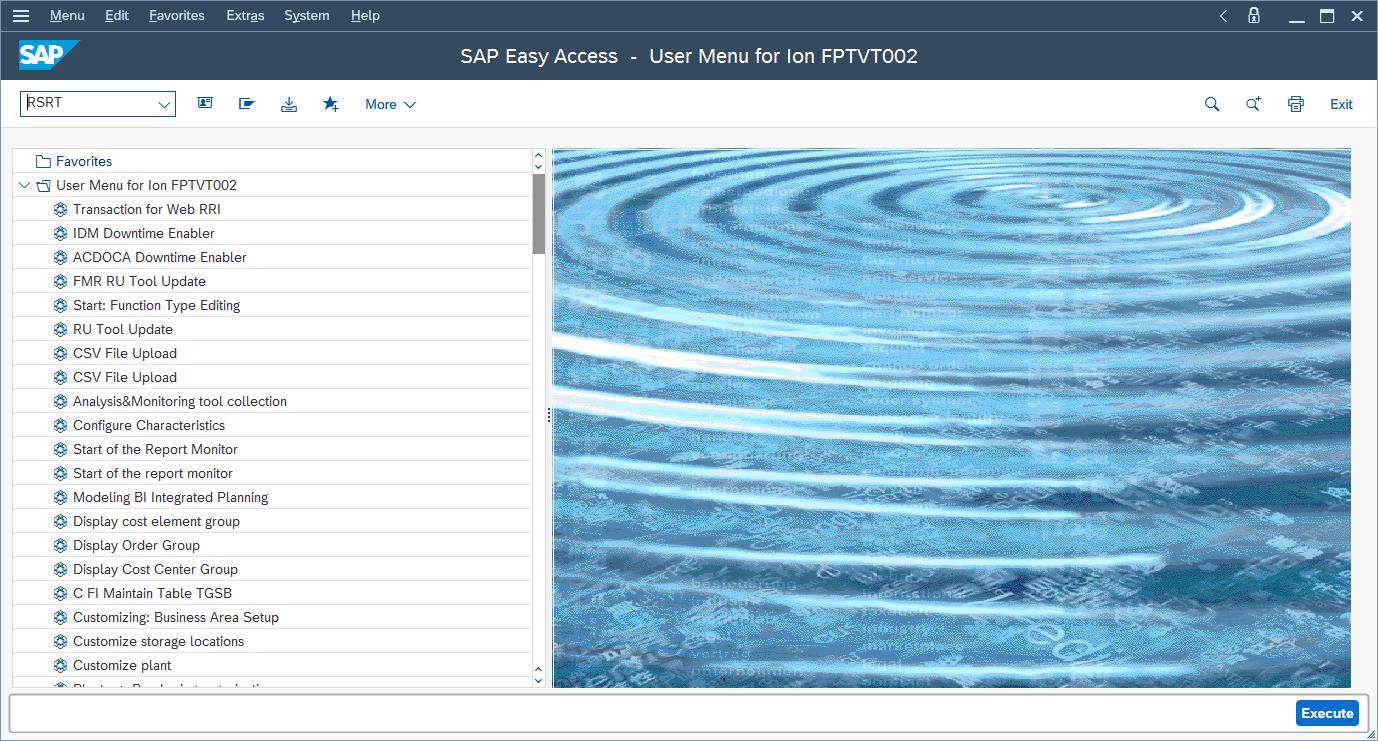 Menu Edit Favorites Extras System Help
SAP SAP Easy Access - User Menu for Ion FPTVT002
RSRT More Exit
Favorites
User Menu for Ion FPTVT002
Transaction for Web RRI
IDM Downtime Enabler
ACDOCA Downtime Enabler
FMR RU Tool Update
Start: Function Type Editing
RU Tool Update
CSV File Upload
CSV File Upload
Analysis&Monitoring tool collection
Configure Characteristics
Start of the Report Monitor
Start of the report monitor
Modeling BI Integrated Planning
Display cost element group
Display Order Group
Display Cost Center Group
C FI Maintain Table TGSB
Customizing: Business Area Setup
Customize storage locations
Customize plant
Execute